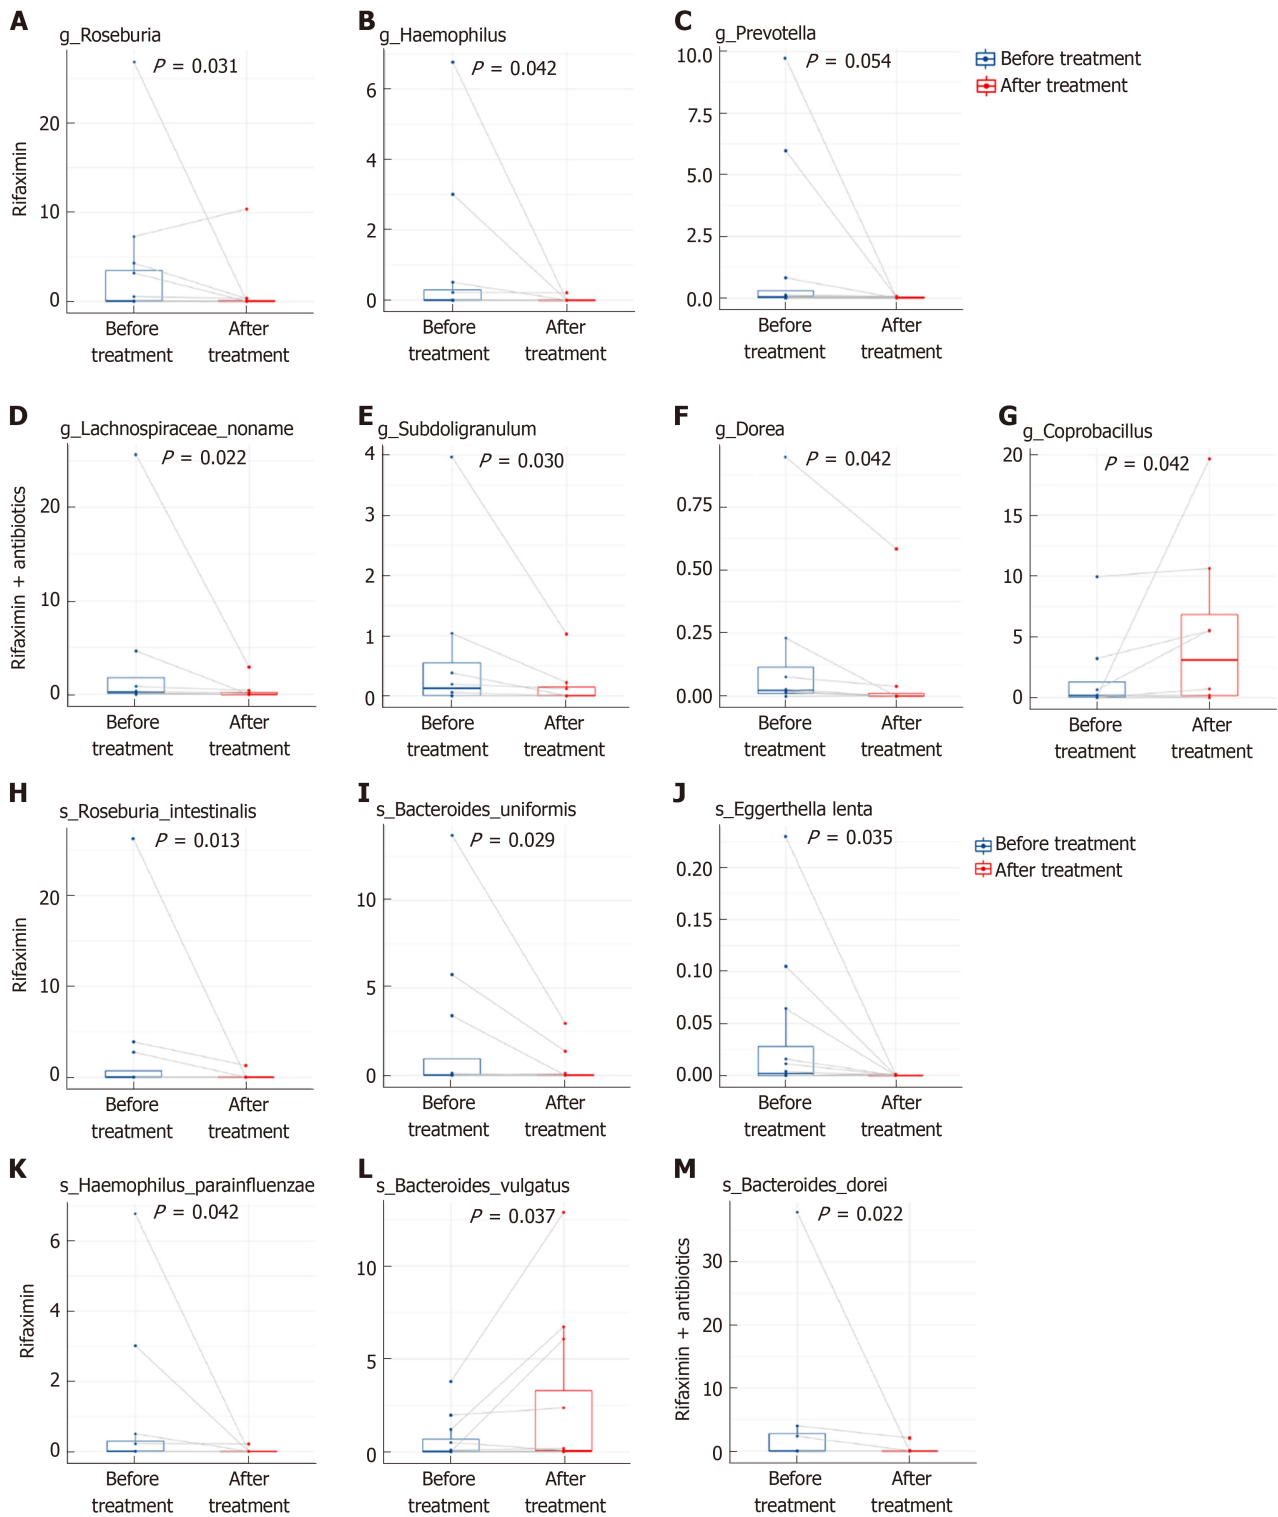 A
g_Roseburia
P = 0.031
Rifaximin
20
10
0
Before treatment
After treatment
B
g_Haemophilus
P = 0.042
6
4
2
0
Before treatment
After treatment
C
g_Prevotella
P = 0.054
10.0
7.5
5.0
2.5
0.0
Before treatment
After treatment
Before treatment
After treatment
D
g_Lachnospiraceae_noname
P = 0.022
Rifaximin + antibiotics
20
10
0
Before treatment
After treatment
E
g_Subdoligranulum
P = 0.030
4
3
2
1
0
Before treatment
After treatment
F
g_Dorea
P = 0.042
0.75
0.50
0.25
0.00
Before treatment
After treatment
G
g_Coprobacillus
P = 0.042
20
15
10
5
0
Before treatment
After treatment
H
s_Roseburia_intestinalis
P = 0.013
Rifaximin
20
10
0
Before treatment
After treatment
I
s_Bacteroides_uniformis
P = 0.029
10
5
0
Before treatment
After treatment
J
s_Eggerthella lenta
P = 0.035
0.20
0.15
0.10
0.05
0.00
Before treatment
After treatment
Before treatment
After treatment
K
s_Haemophilus_parainfluenzae
P = 0.042
Rifaximin
6
4
2
0
Before treatment
After treatment
L
s_Bacteroides_vulgatus
P = 0.037
10
5
0
Before treatment
After treatment
M
s_Bacteroides_dorei
P = 0.022
Rifaximin + antibiotics
30
20
10
0
Before treatment
After treatment